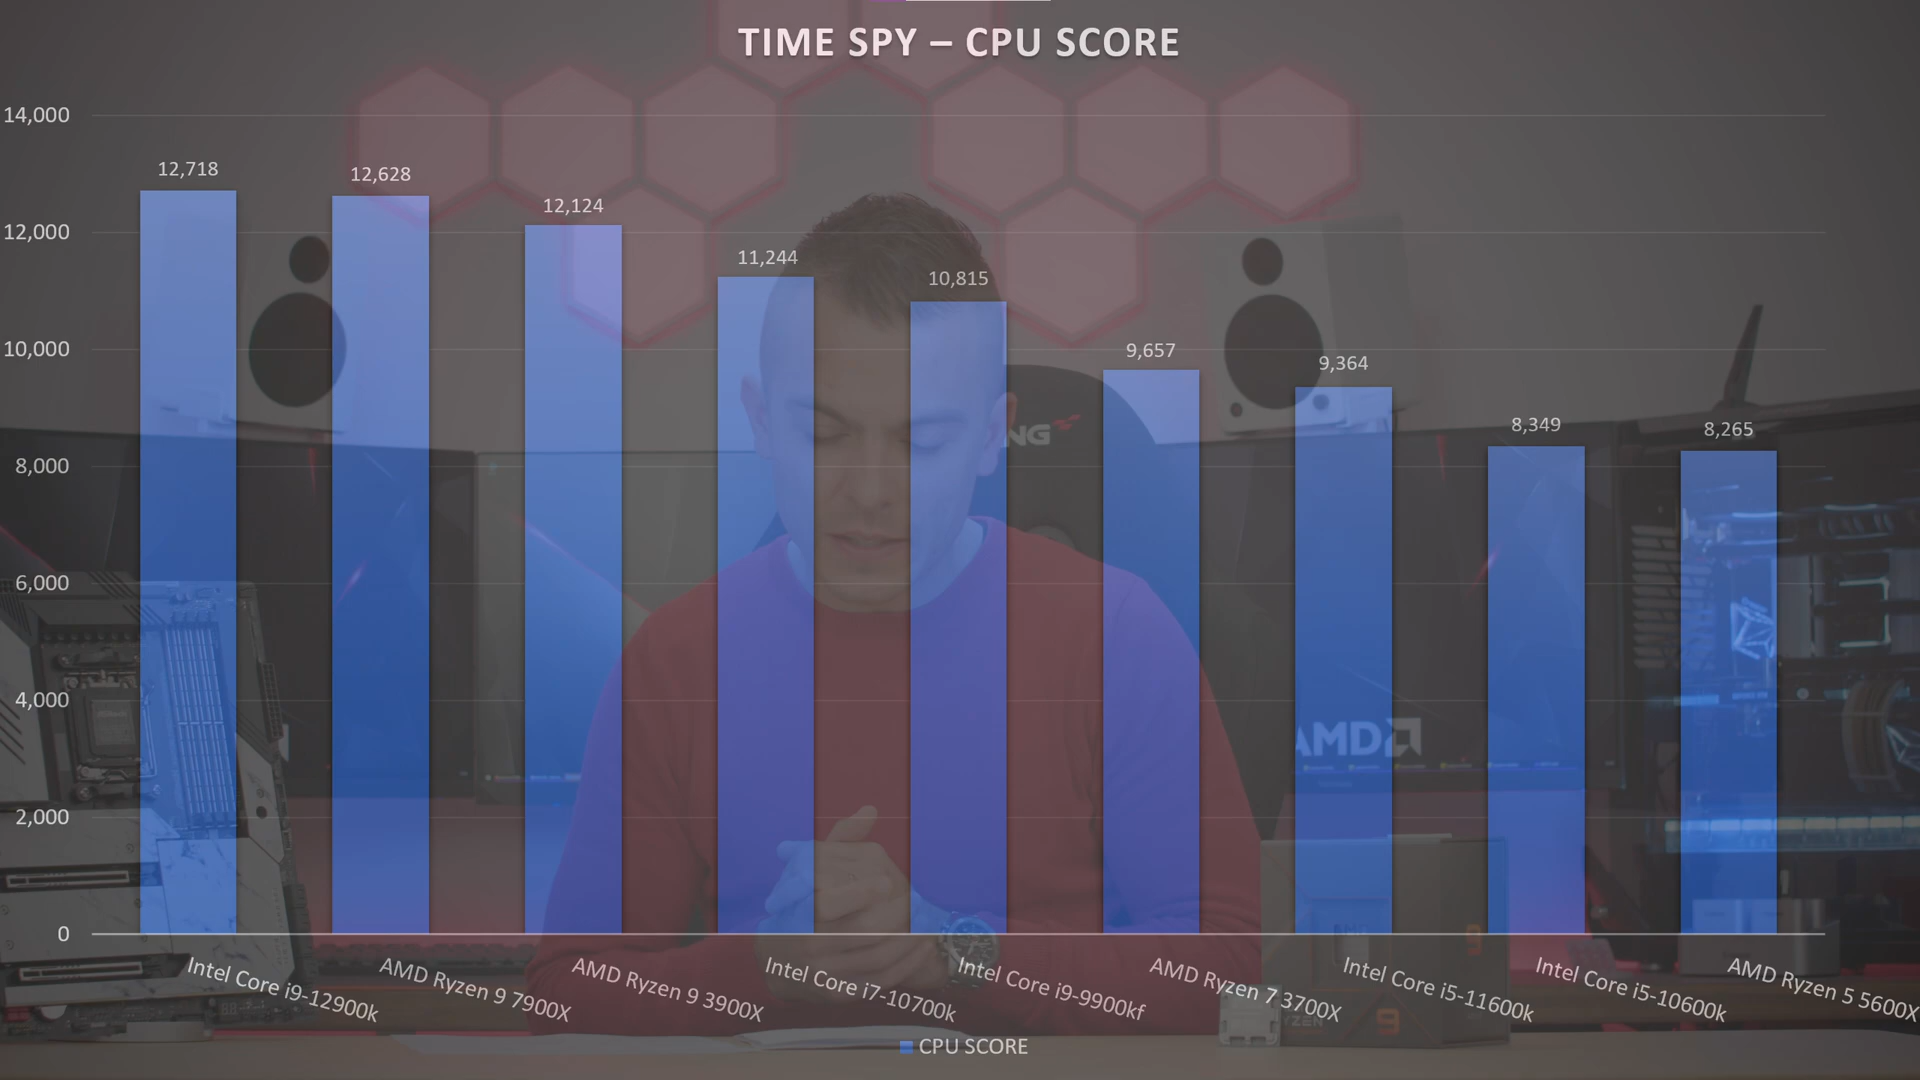 TIME SPY – CPU SCORE
14,000
12,000
10,000
8,000
6,000
4,000
2,000
0
12,718
12,628
12,124
11,244
10,815
9,657
9,364
8,349
8,265
NG
AMD
9
9
Intel Core i9-12900k
AMD Ryzen 9 7900X
AMD Ryzen 9 3900X
Intel Core i7-10700k
Intel Core i9-9900kf
AMD Ryzen 7 3700X
Intel Core i5-11600k
Intel Core i5-10600k
AMD Ryzen 5 5600X
CPU SCORE